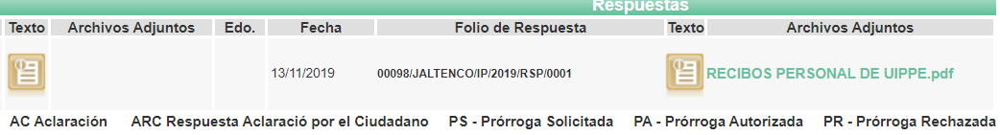 Respuestas
Texto Archivos Adjuntos Edo. Fecha Folio de Respuesta Texto Archivos Adjuntos
13/11/2019 00098/JALTENCO/IP/2019/RSP/0001 RECIBOS PERSONAL DE UIPPE.pdf
AC Aclaración ARC Respuesta Aclaració por el Ciudadano PS - Prórroga Solicitada PA - Prórroga Autorizada PR - Prórroga Rechazada